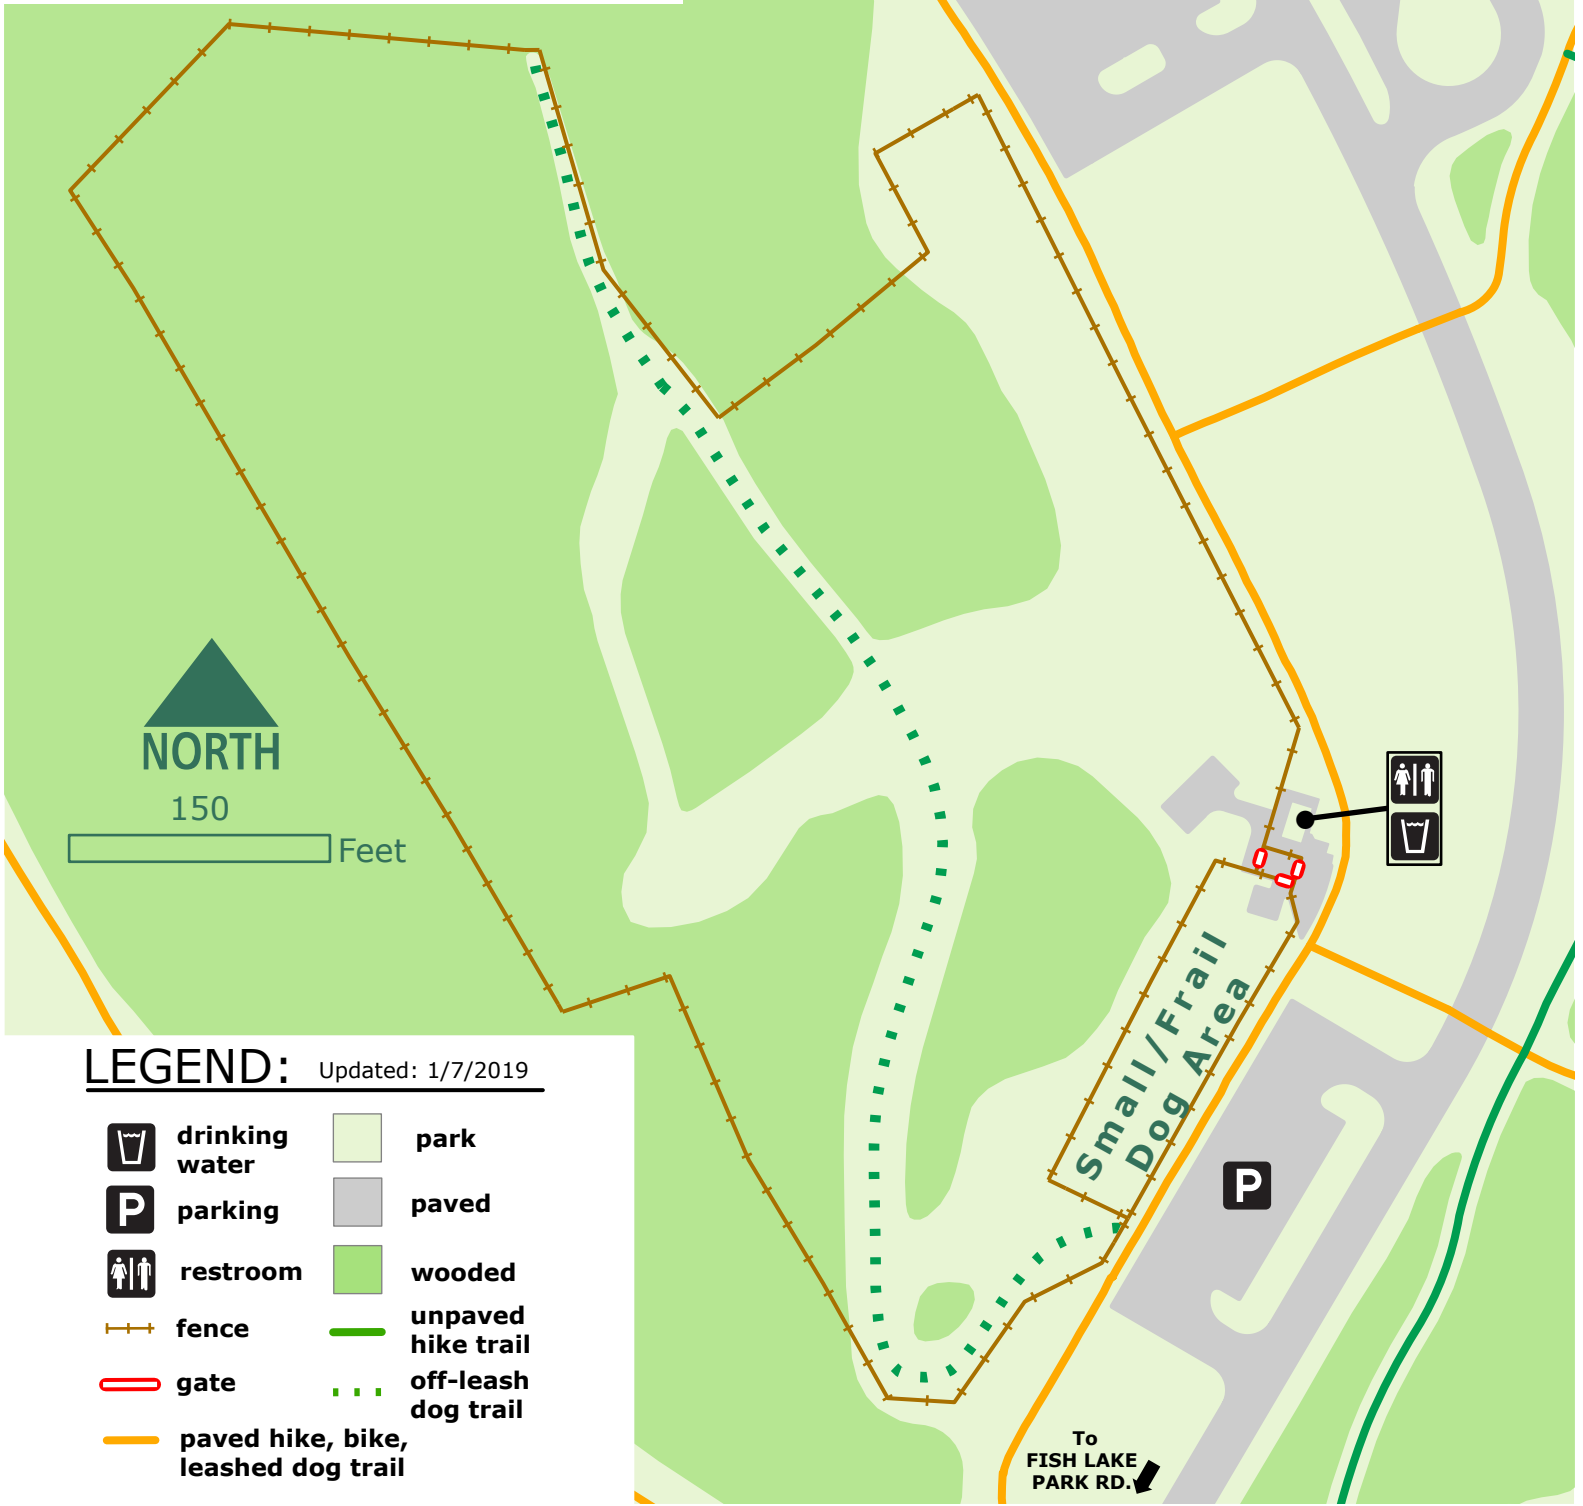 NORTH
150
Feet
Small/Frail
Dog Area
P
To
FISH LAKE
PARK RD.
LEGEND:
Updated: 1/7/2019
drinking
water
P
parking
restroom
fence
gate
paved hike, bike,
leashed dog trail
park
paved
wooded
unpaved
hike trail
off-leash
dog trail